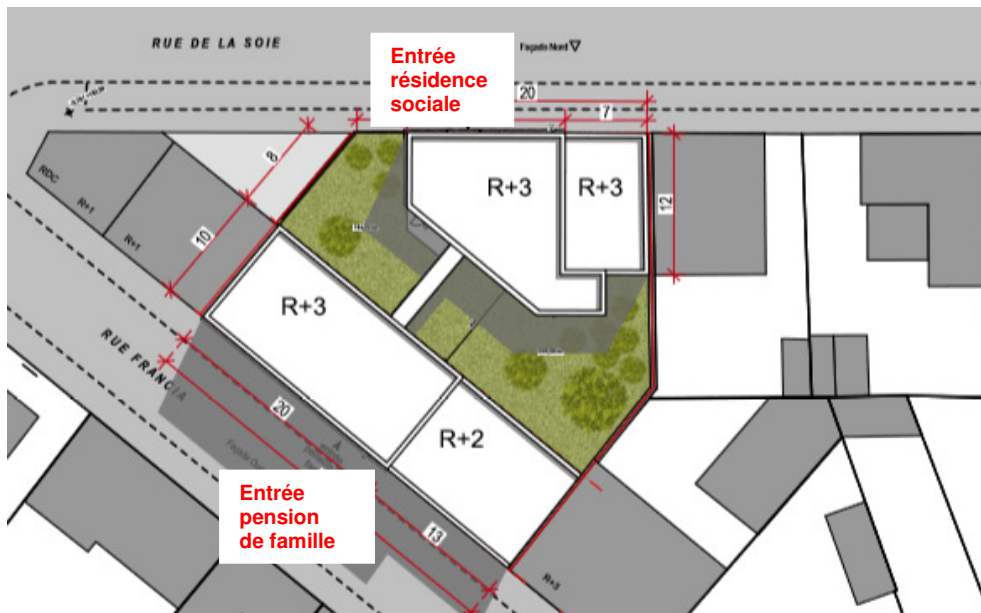 RUE DE LA SOIE
Façade Nord
Entrée
résidence
sociale
20
7
8
10
12
RDC
R+1
R+1
R+3
R+3
R+3
R+2
RUE FRANCIA
20
13
Entrée
pension
de famille
R+3